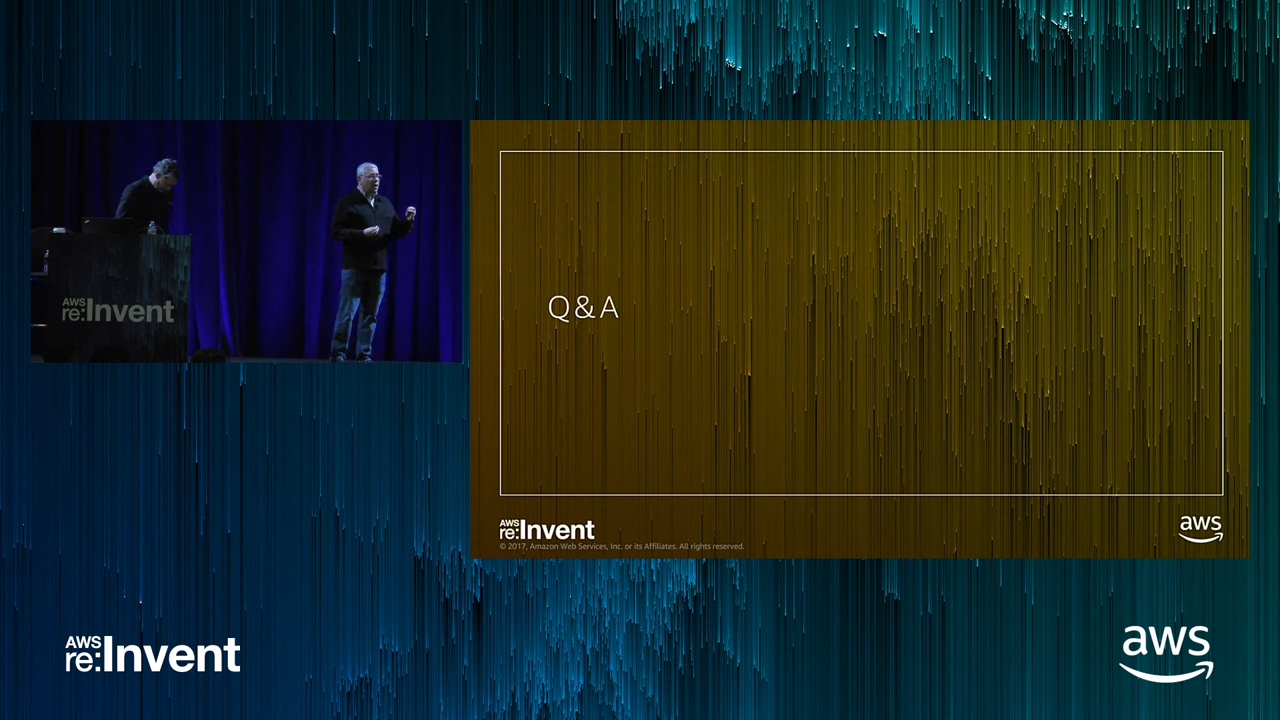 AWS
re:Invent
Q&A
AWS
re:Invent
aws
© 2017, Amazon Web Services, Inc. or its Affiliates. All rights reserved.
AWS
re:Invent
aws